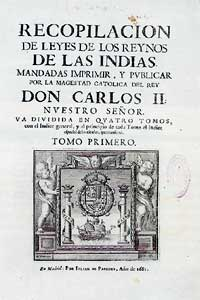 RECOPILACION
DE LEYES DE LOS REYNOS
DE LAS INDIAS.
MANDADAS IMPRIMIR, Y PVBLICAR
POR LA MAGESTAD CATOLICA DEL REY
DON CARLOS II.
NVESTRO SEÑOR.
VA DIVIDIDA EN QVATRO TOMOS,
con el Indice general, y al principio de cada Tomo el Indice
especial de los titulos, que contiene.
TOMO PRIMERO.
En Madrid: POR IVLIAN DE PAREDES, Año de 1681.